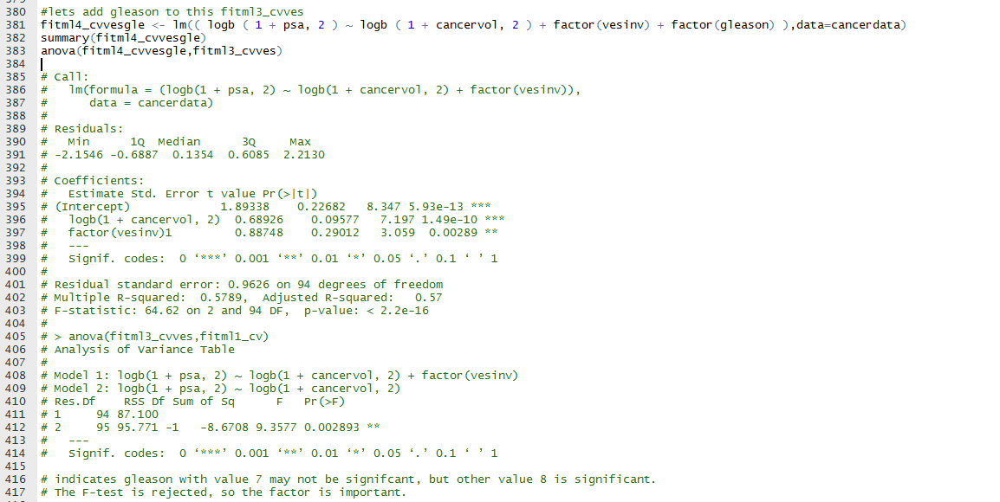 380 #lets add gleason to this fitml3_cvves
381 fitml4_cvvesgle <- lm(( logb ( 1 + psa, 2 ) ~ logb ( 1 + cancervol, 2 ) + factor(vesinv) + factor(gleason) ),data=cancerdata)
382 summary(fitml4_cvvesgle)
383 anova(fitml4_cvvesgle,fitml3_cvves)
384
385 # Call:
386 #   lm(formula = (logb(1 + psa, 2) ~ logb(1 + cancervol, 2) + factor(vesinv)),
387 #      data = cancerdata)
388 #
389 # Residuals:
390 #   Min      1Q  Median      3Q     Max
391 # -2.1546 -0.6887  0.1354  0.6085  2.2130
392 #
393 # Coefficients:
394 #   Estimate Std. Error t value Pr(>|t|)
395 # (Intercept)             1.89338    0.22682   8.347 5.93e-13 ***
396 #   logb(1 + cancervol, 2)  0.68926    0.09577   7.197 1.49e-10 ***
397 #   factor(vesinv)1         0.88748    0.29012   3.059  0.00289 **
398 #   ---
399 #   Signif. codes:  0 ‘***’ 0.001 ‘**’ 0.01 ‘*’ 0.05 ‘.’ 0.1 ‘ ’ 1
400 #
401 # Residual standard error: 0.9626 on 94 degrees of freedom
402 # Multiple R-squared:  0.5789,	Adjusted R-squared:   0.57
403 # F-statistic: 64.62 on 2 and 94 DF,  p-value: < 2.2e-16
404 #
405 # > anova(fitml3_cvves,fitml1_cv)
406 # Analysis of Variance Table
407 #
408 # Model 1: logb(1 + psa, 2) ~ logb(1 + cancervol, 2) + factor(vesinv)
409 # Model 2: logb(1 + psa, 2) ~ logb(1 + cancervol, 2)
410 # Res.Df    RSS Df Sum of Sq      F   Pr(>F)
411 # 1     94 87.100
412 # 2     95 95.771 -1   -8.6708 9.3577 0.002893 **
413 #   ---
414 #   Signif. codes:  0 ‘***’ 0.001 ‘**’ 0.01 ‘*’ 0.05 ‘.’ 0.1 ‘ ’ 1
415
416 # indicates gleason with value 7 may not be signifcant, but other value 8 is significant.
417 # The F-test is rejected, so the factor is important.